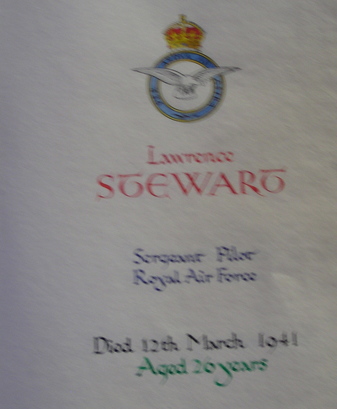 Lawrence
STEWART
Sergeant Pilot
Royal Air Force
Died 12th March 1941
Aged 26 years